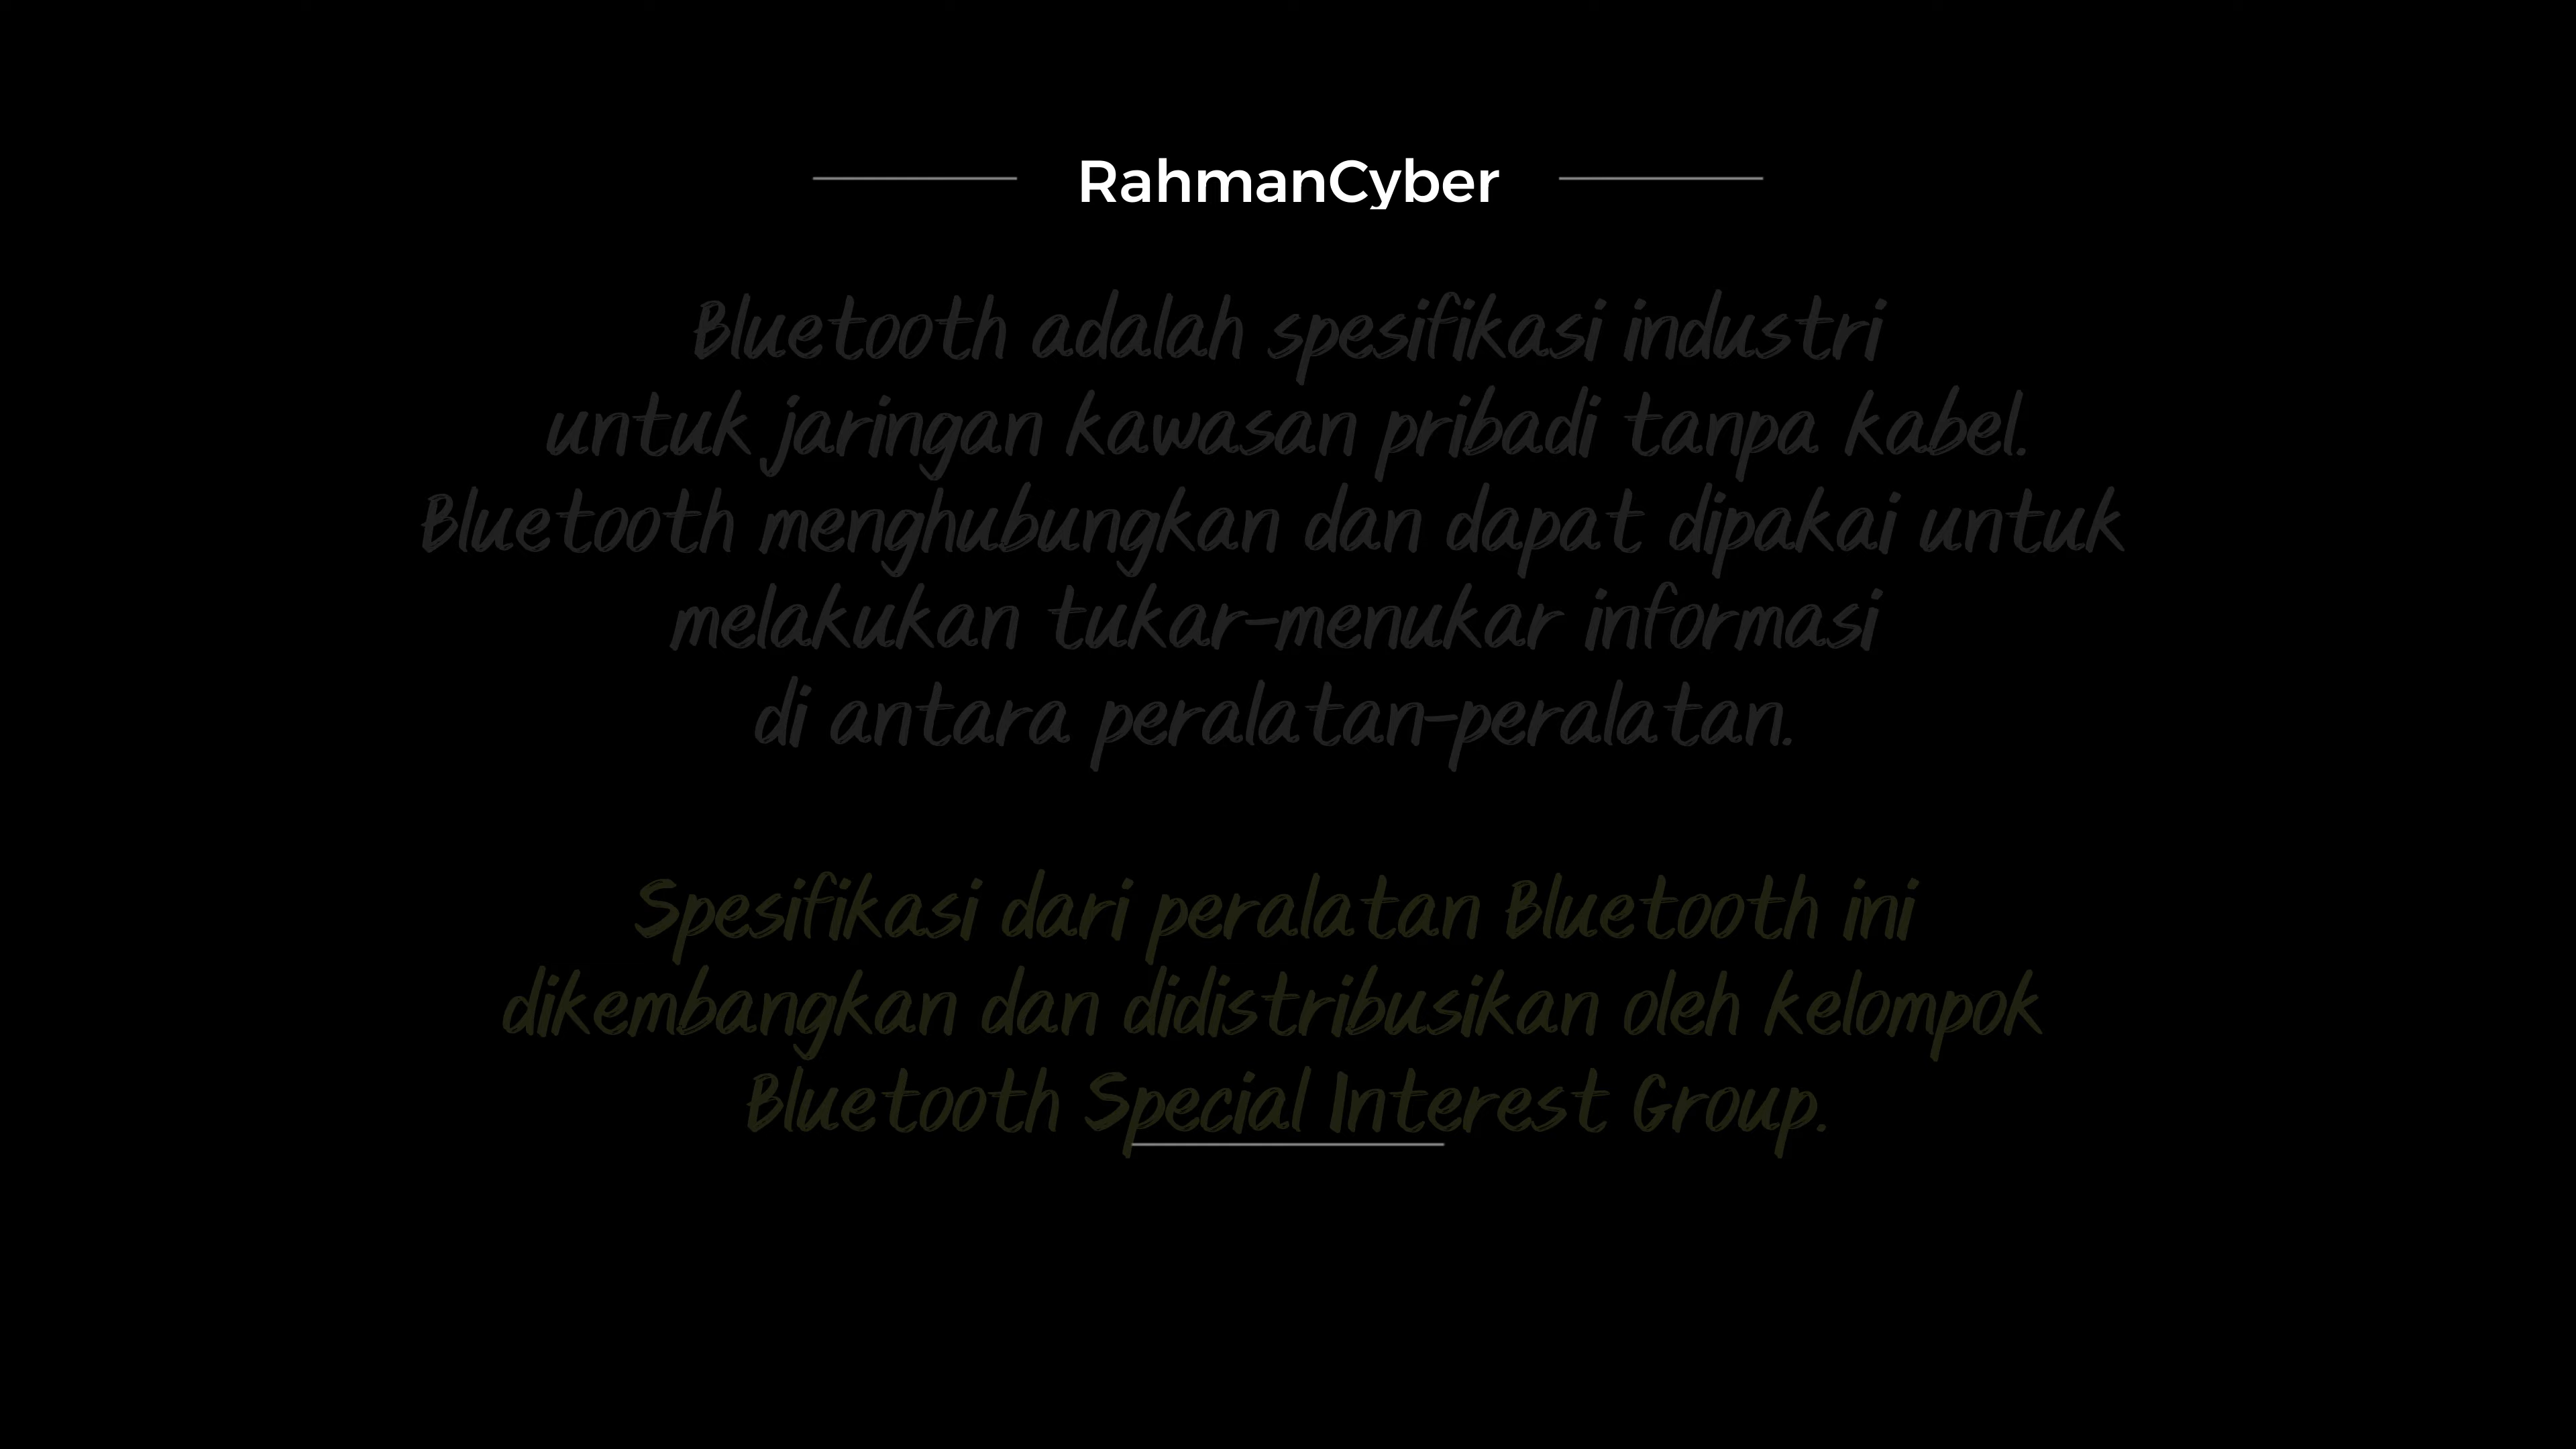 RahmanCyber
Bluetooth adalah spesifikasi industri
untuk jaringan kawasan pribadi tanpa kabel.
Bluetooth menghubungkan dan dapat dipakai untuk
melakukan tukar-menukar informasi
di antara peralatan-peralatan.
Spesifikasi dari peralatan Bluetooth ini
dikembangkan dan didistribusikan oleh kelompok
Bluetooth Special Interest Group.